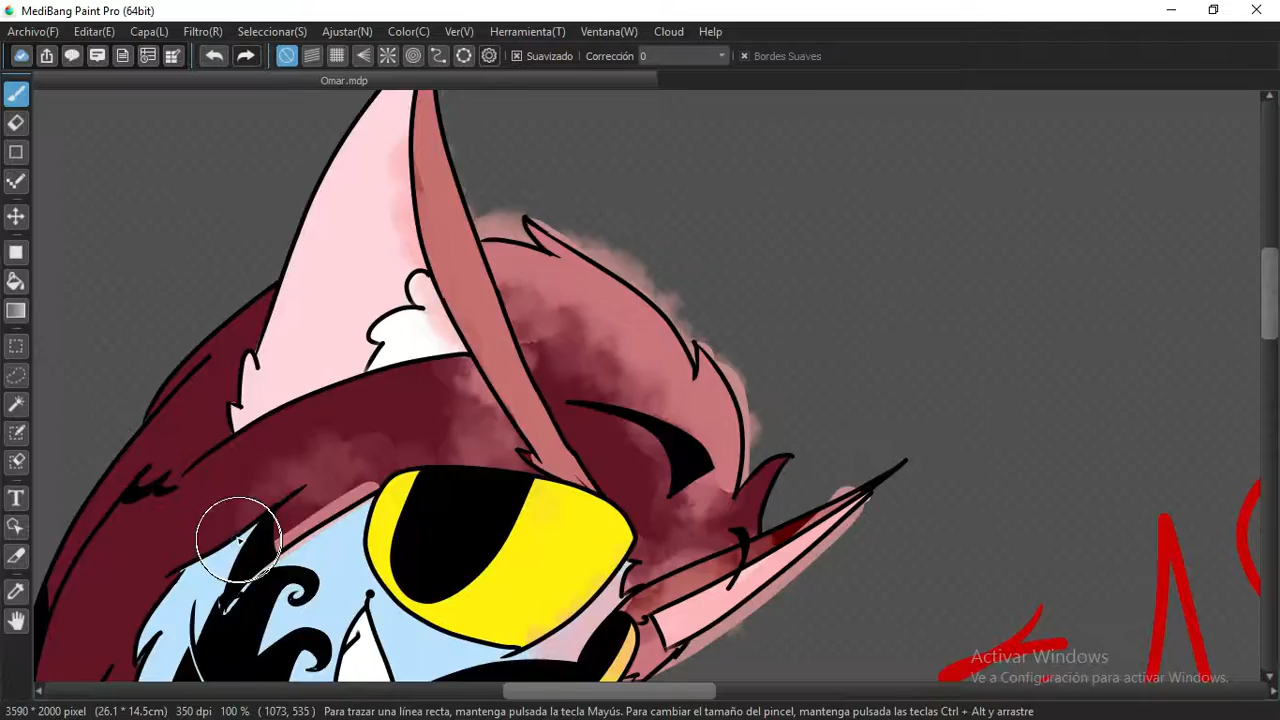 MediBang Paint Pro (64bit)
Archivo(F) Editar(E) Capa(L) Filtro(R) Seleccionar(S) Ajustar(N) Color(C) Ver(V) Herramienta(T) Ventana(W) Cloud Help
Suavizado Corrección 0 Bordes Suaves
Omar.mdp
Activar Windows
Ve a Configuración para activar Windows.
3590 * 2000 pixel (26.1 * 14.5cm) 350 dpi 100 % ( 1073, 535 ) Para trazar una línea recta, mantenga pulsada la tecla Mayús. Para cambiar el tamaño del pincel, mantenga pulsada las teclas Ctrl + Alt y arrastre